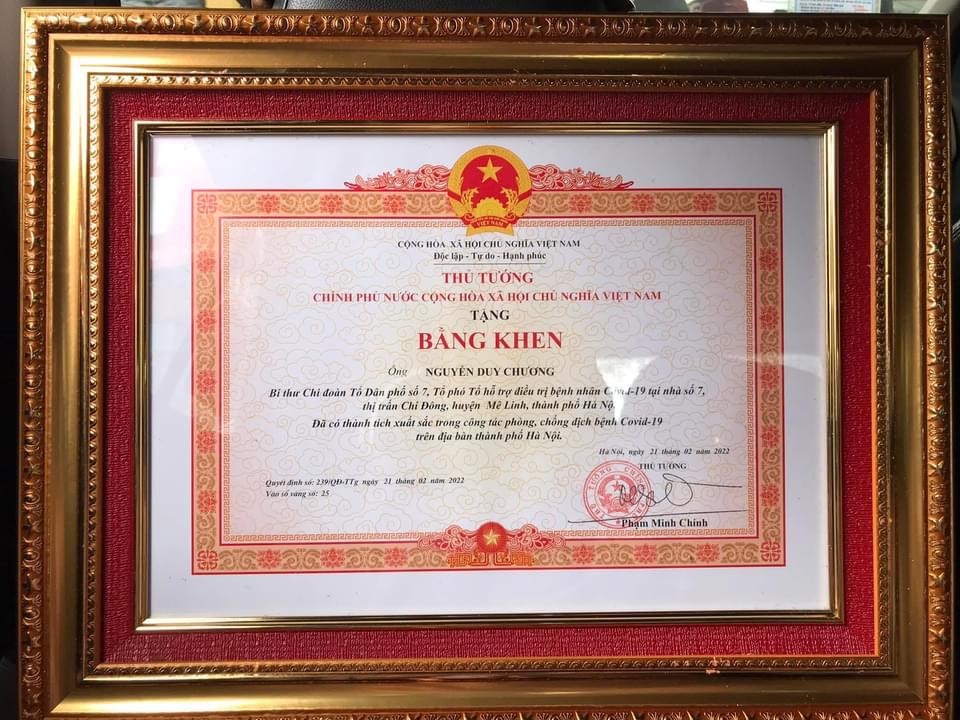 VIỆT NAM
CỘNG HÒA XÃ HỘI CHỦ NGHĨA VIỆT NAM
Độc lập - Tự do - Hạnh phúc
THỦ TƯỚNG
CHÍNH PHỦ NƯỚC CỘNG HÒA XÃ HỘI CHỦ NGHĨA VIỆT NAM
TẶNG
BẰNG KHEN
Ông NGUYỄN DUY CHƯƠNG
Bí thư Chi đoàn Tổ Dân phố số 7, Tổ phó Tổ hỗ trợ điều trị bệnh nhân Covid-19 tại nhà số 7,
thị trấn Chi Đông, huyện Mê Linh, thành phố Hà Nội.
Đã có thành tích xuất sắc trong công tác phòng, chống dịch bệnh Covid-19
trên địa bàn thành phố Hà Nội.
Hà Nội, ngày 21 tháng 02 năm 2022
THỦ TƯỚNG
Quyết định số: 239/QĐ-TTg ngày 21 tháng 02 năm 2022
Vào sổ vàng số: 25
Phạm Minh Chính